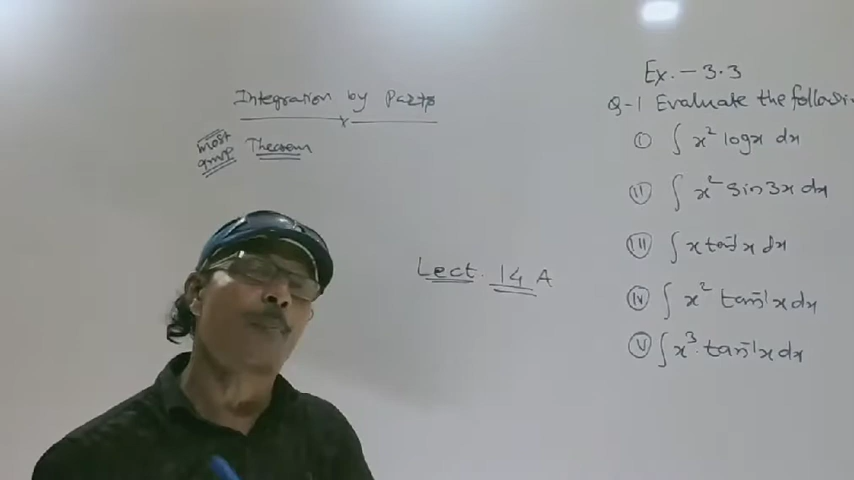 Integration by Parts
most imp Theorem
Lect. 14 A
Ex. - 3.3
Q-1 Evaluate the following
(i) ∫ x² logx dx
(ii) ∫ x² sin3x dx
(iii) ∫ x tan⁻¹x dx
(iv) ∫ x² tan⁻¹x dx
(v) ∫ x³. tan⁻¹x dx